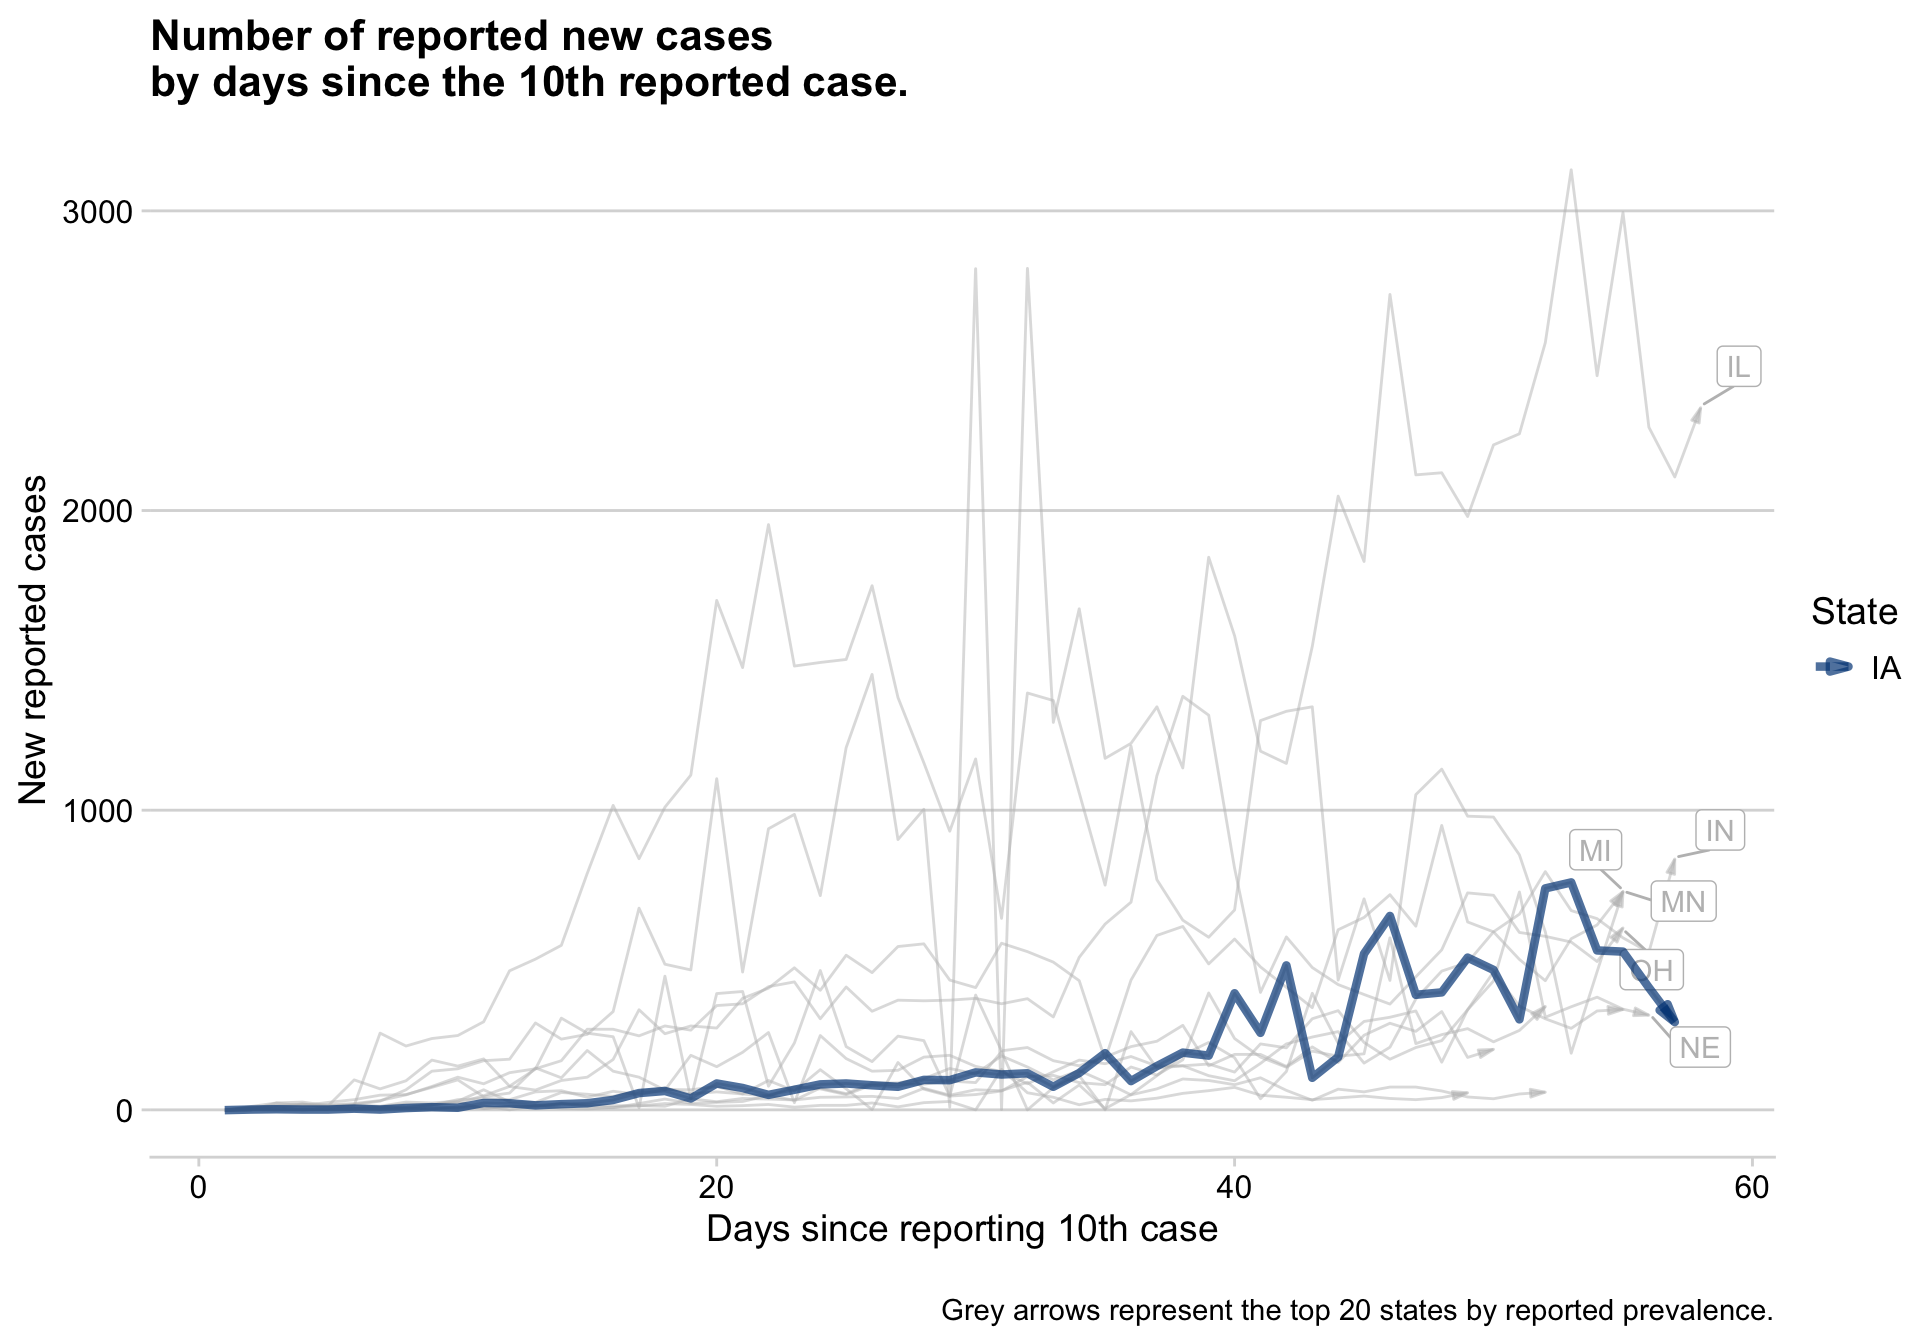 Number of reported new cases
by days since the 10th reported case.
New reported cases
3000
2000
1000
0
IL
IN
MI
MN
OH
NE
State
IA
0
20
40
60
Days since reporting 10th case
Grey arrows represent the top 20 states by reported prevalence.